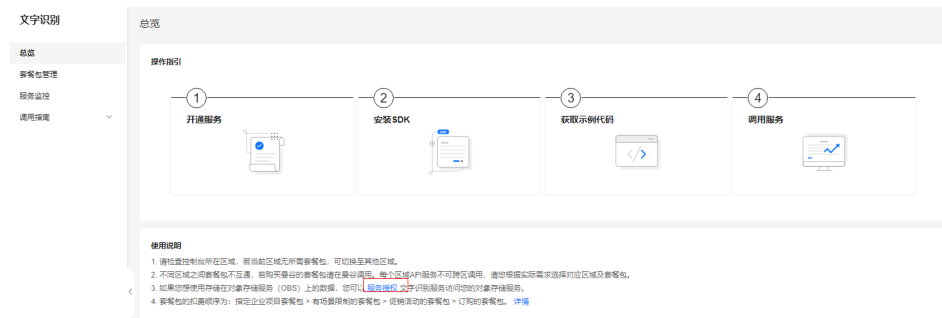 文字识别
总览
总览
套餐包管理
服务监控
调用指南
操作指引
1
开通服务
2
安装SDK
3
获取示例代码
4
调用服务
使用说明
1. 请检查控制台所在区域，若当前区域无所需套餐包，可切换至其他区域。
2. 不同区域之间套餐包不互通，若购买曼谷的套餐包请在曼谷调用。每个区域API服务不可跨区调用，请您根据实际需求选择对应区域及套餐包。
3. 如果您想使用存储在对象存储服务（OBS）上的数据，您可以 服务授权 文字识别服务访问您的对象存储服务。
4. 套餐包的扣费顺序为：指定企业项目套餐包 > 有场景限制的套餐包 > 促销活动的套餐包 > 订购的套餐包。 详情